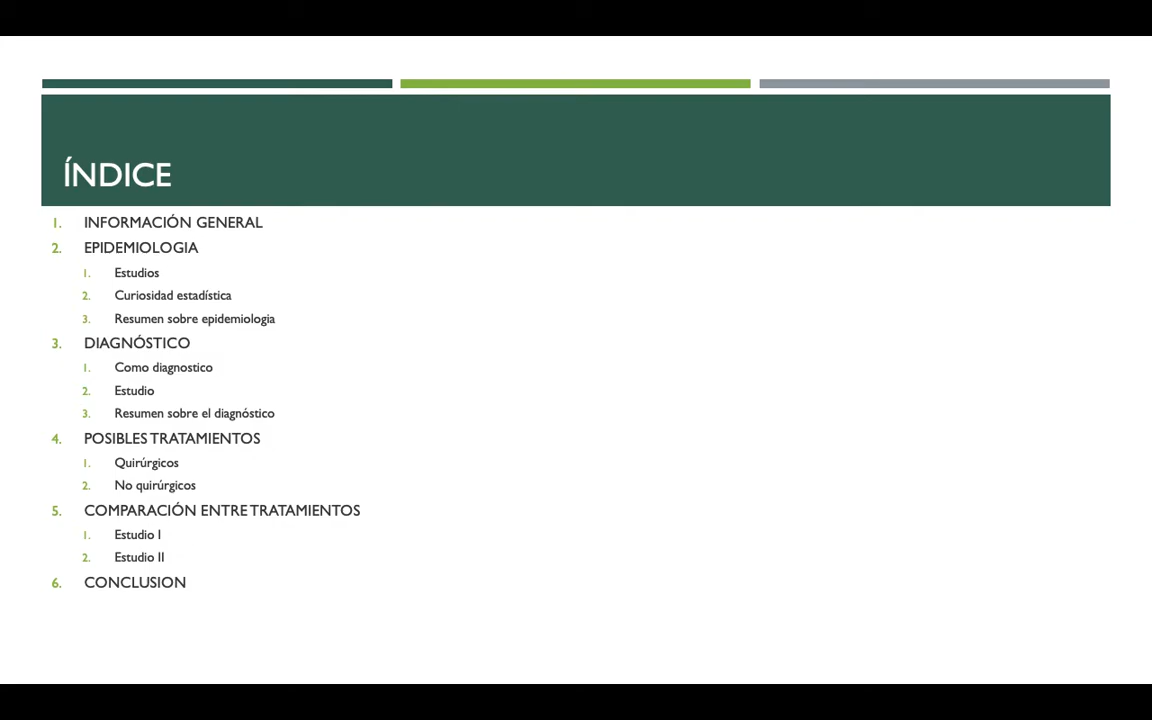 ÍNDICE
1. INFORMACIÓN GENERAL
2. EPIDEMIOLOGIA
1. Estudios
2. Curiosidad estadística
3. Resumen sobre epidemiologia
3. DIAGNÓSTICO
1. Como diagnostico
2. Estudio
3. Resumen sobre el diagnóstico
4. POSIBLES TRATAMIENTOS
1. Quirúrgicos
2. No quirúrgicos
5. COMPARACIÓN ENTRE TRATAMIENTOS
1. Estudio I
2. Estudio II
6. CONCLUSION